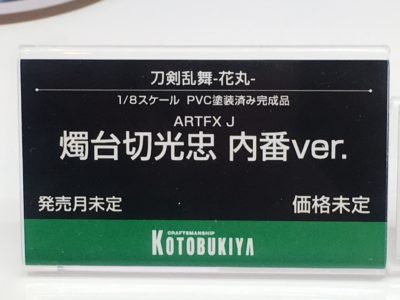 刀剣乱舞-花丸-
1/8スケール PVC塗装済み完成品
ARTFX J
燭台切光忠 内番ver.
発売月未定 価格未定
CRAFTSMANSHIP
KOTOBUKIYA